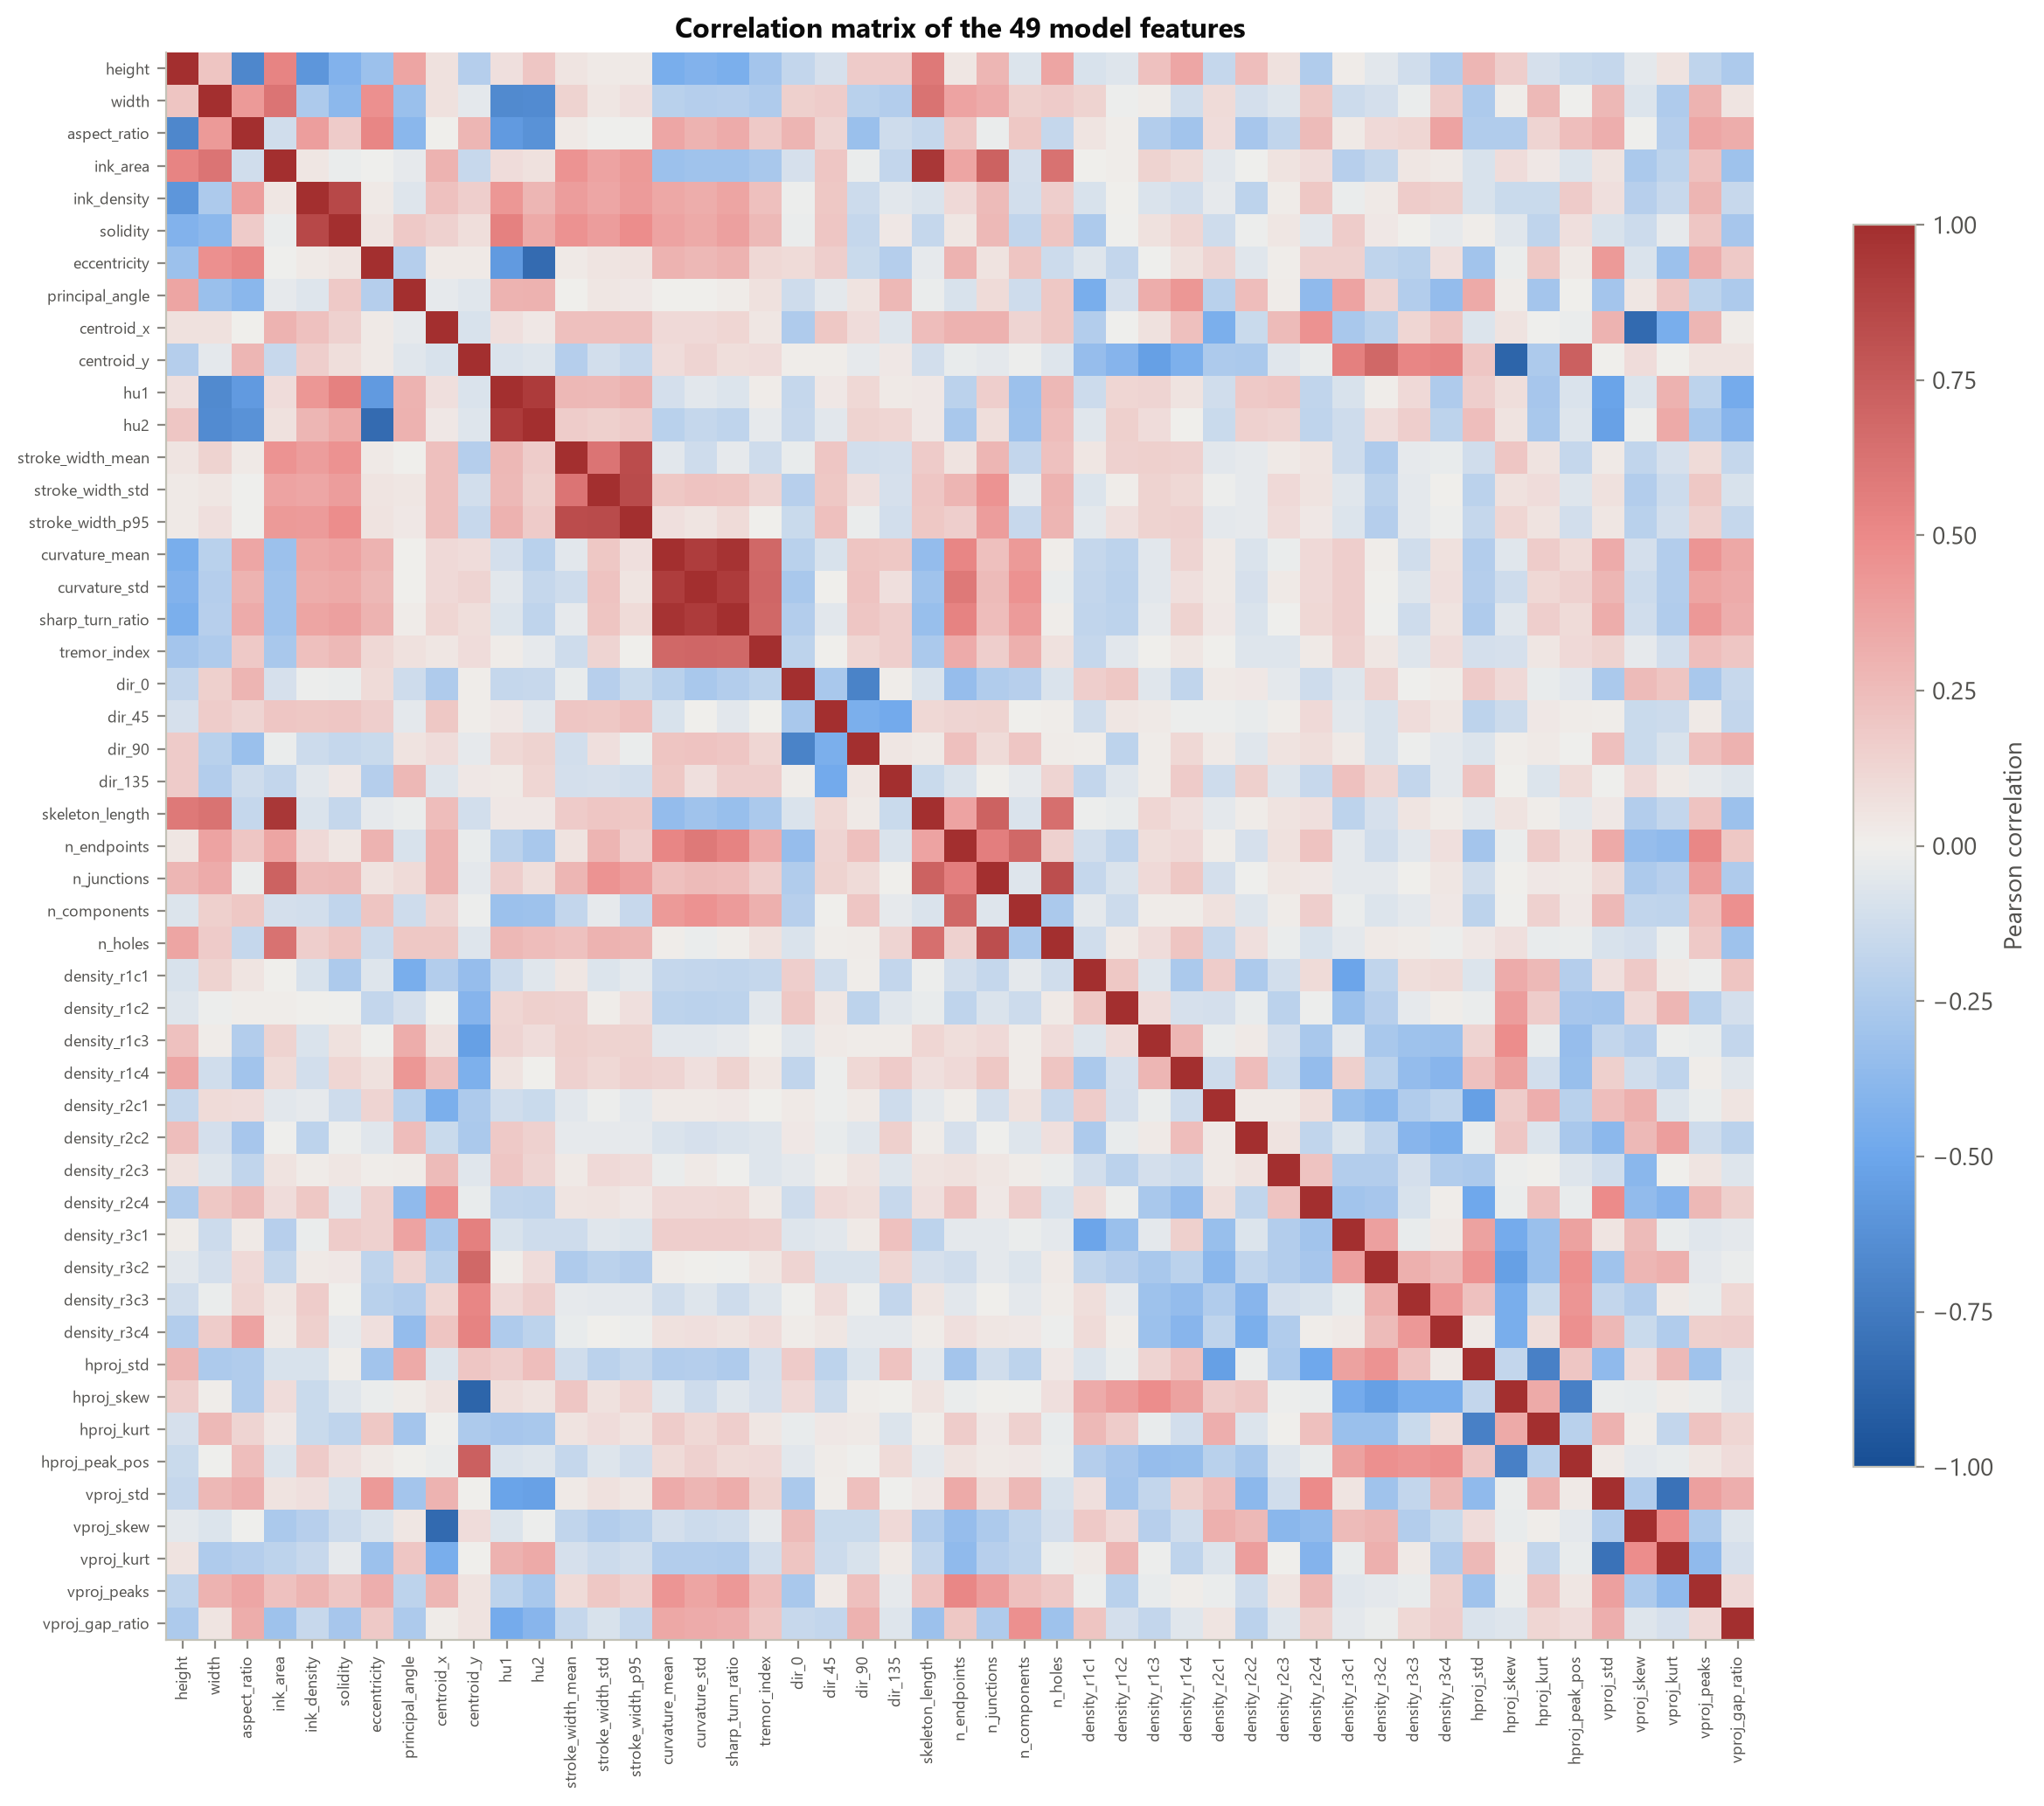 Correlation matrix of the 49 model features
height
width
aspect_ratio
ink_area
ink_density
solidity
eccentricity
principal_angle
centroid_x
centroid_y
hu1
hu2
stroke_width_mean
stroke_width_std
stroke_width_p95
curvature_mean
curvature_std
sharp_turn_ratio
tremor_index
dir_0
dir_45
dir_90
dir_135
skeleton_length
n_endpoints
n_junctions
n_components
n_holes
density_r1c1
density_r1c2
density_r1c3
density_r1c4
density_r2c1
density_r2c2
density_r2c3
density_r2c4
density_r3c1
density_r3c2
density_r3c3
density_r3c4
hproj_std
hproj_skew
hproj_kurt
hproj_peak_pos
vproj_std
vproj_skew
vproj_kurt
vproj_peaks
vproj_gap_ratio
height
width
aspect_ratio
ink_area
ink_density
solidity
eccentricity
principal_angle
centroid_x
centroid_y
hu1
hu2
stroke_width_mean
stroke_width_std
stroke_width_p95
curvature_mean
curvature_std
sharp_turn_ratio
tremor_index
dir_0
dir_45
dir_90
dir_135
skeleton_length
n_endpoints
n_junctions
n_components
n_holes
density_r1c1
density_r1c2
density_r1c3
density_r1c4
density_r2c1
density_r2c2
density_r2c3
density_r2c4
density_r3c1
density_r3c2
density_r3c3
density_r3c4
hproj_std
hproj_skew
hproj_kurt
hproj_peak_pos
vproj_std
vproj_skew
vproj_kurt
vproj_peaks
vproj_gap_ratio
1.00
0.75
0.50
0.25
0.00
−0.25
−0.50
−0.75
−1.00
Pearson correlation